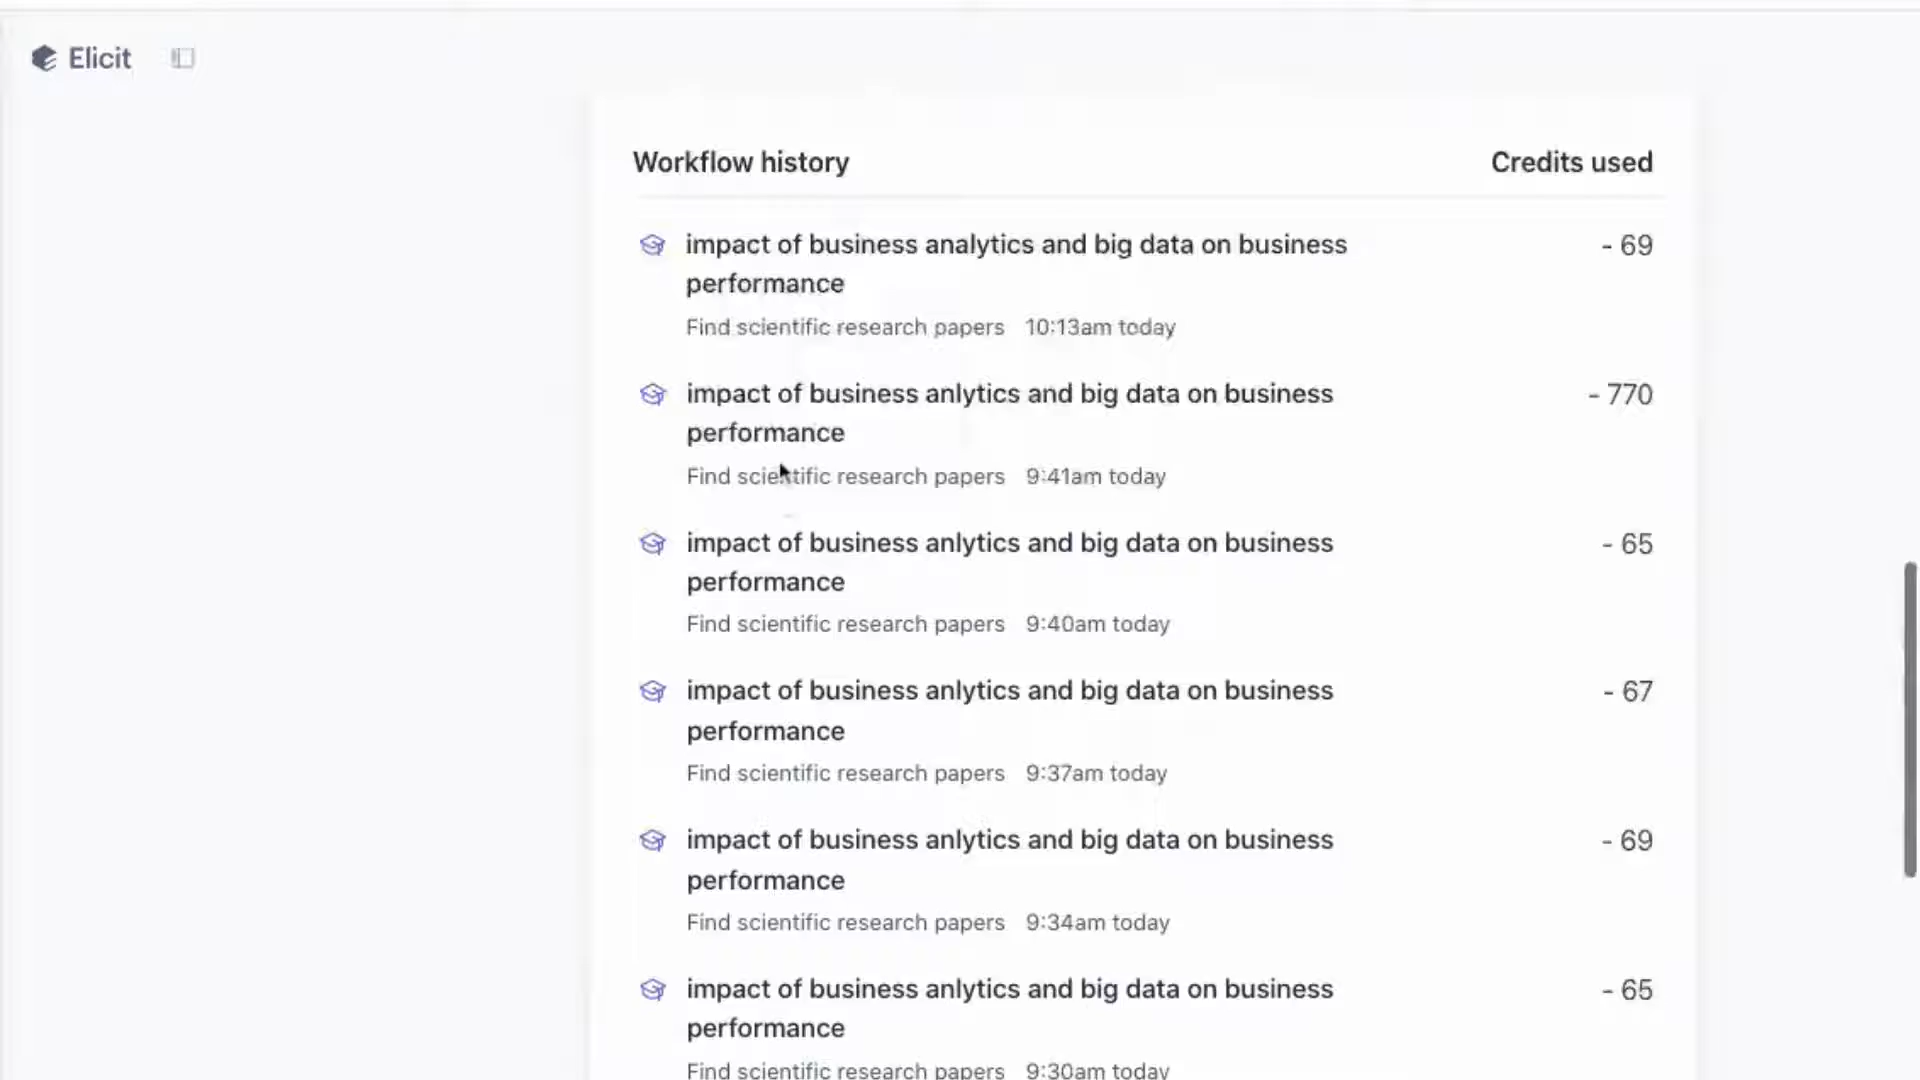 Elicit
Workflow history Credits used
impact of business analytics and big data on business - 69
performance
Find scientific research papers 10:13am today
impact of business anlytics and big data on business - 770
performance
Find scientific research papers 9:41am today
impact of business anlytics and big data on business - 65
performance
Find scientific research papers 9:40am today
impact of business anlytics and big data on business - 67
performance
Find scientific research papers 9:37am today
impact of business anlytics and big data on business - 69
performance
Find scientific research papers 9:34am today
impact of business anlytics and big data on business - 65
performance
Find scientific research papers 9:30am today